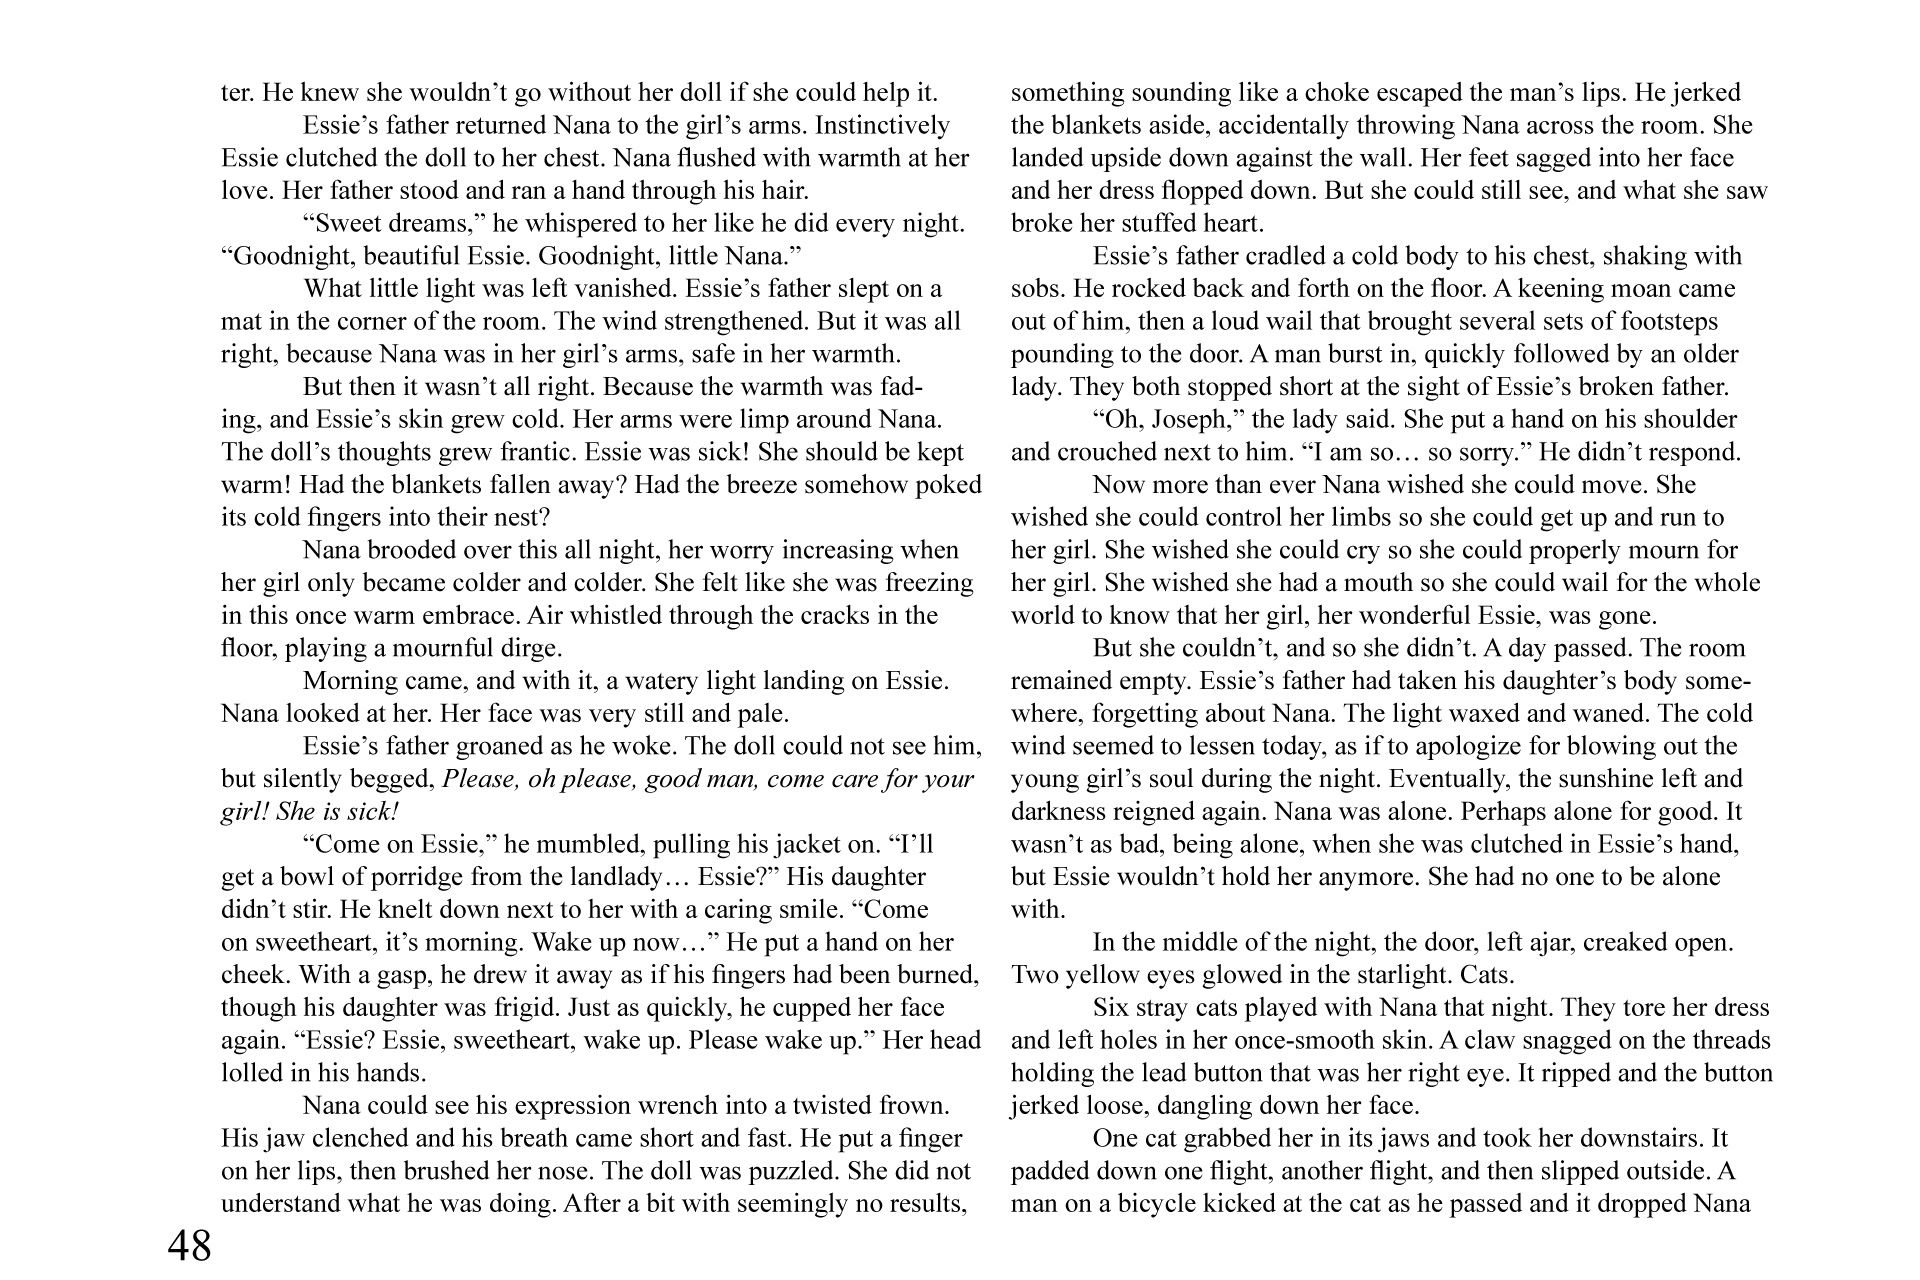 ter. He knew she wouldn’t go without her doll if she could help it.
Essie’s father returned Nana to the girl’s arms. Instinctively
Essie clutched the doll to her chest. Nana flushed with warmth at her
love. Her father stood and ran a hand through his hair.
“Sweet dreams,” he whispered to her like he did every night.
“Goodnight, beautiful Essie. Goodnight, little Nana.”
What little light was left vanished. Essie’s father slept on a
mat in the corner of the room. The wind strengthened. But it was all
right, because Nana was in her girl’s arms, safe in her warmth.
But then it wasn’t all right. Because the warmth was fad-
ing, and Essie’s skin grew cold. Her arms were limp around Nana.
The doll’s thoughts grew frantic. Essie was sick! She should be kept
warm! Had the blankets fallen away? Had the breeze somehow poked
its cold fingers into their nest?
Nana brooded over this all night, her worry increasing when
her girl only became colder and colder. She felt like she was freezing
in this once warm embrace. Air whistled through the cracks in the
floor, playing a mournful dirge.
Morning came, and with it, a watery light landing on Essie.
Nana looked at her. Her face was very still and pale.
Essie’s father groaned as he woke. The doll could not see him,
but silently begged, Please, oh please, good man, come care for your
girl! She is sick!
“Come on Essie,” he mumbled, pulling his jacket on. “I’ll
get a bowl of porridge from the landlady… Essie?” His daughter
didn’t stir. He knelt down next to her with a caring smile. “Come
on sweetheart, it’s morning. Wake up now…” He put a hand on her
cheek. With a gasp, he drew it away as if his fingers had been burned,
though his daughter was frigid. Just as quickly, he cupped her face
again. “Essie? Essie, sweetheart, wake up. Please wake up.” Her head
lolled in his hands.
Nana could see his expression wrench into a twisted frown.
His jaw clenched and his breath came short and fast. He put a finger
on her lips, then brushed her nose. The doll was puzzled. She did not
understand what he was doing. After a bit with seemingly no results,
something sounding like a choke escaped the man’s lips. He jerked
the blankets aside, accidentally throwing Nana across the room. She
landed upside down against the wall. Her feet sagged into her face
and her dress flopped down. But she could still see, and what she saw
broke her stuffed heart.
Essie’s father cradled a cold body to his chest, shaking with
sobs. He rocked back and forth on the floor. A keening moan came
out of him, then a loud wail that brought several sets of footsteps
pounding to the door. A man burst in, quickly followed by an older
lady. They both stopped short at the sight of Essie’s broken father.
“Oh, Joseph,” the lady said. She put a hand on his shoulder
and crouched next to him. “I am so… so sorry.” He didn’t respond.
Now more than ever Nana wished she could move. She
wished she could control her limbs so she could get up and run to
her girl. She wished she could cry so she could properly mourn for
her girl. She wished she had a mouth so she could wail for the whole
world to know that her girl, her wonderful Essie, was gone.
But she couldn’t, and so she didn’t. A day passed. The room
remained empty. Essie’s father had taken his daughter’s body some-
where, forgetting about Nana. The light waxed and waned. The cold
wind seemed to lessen today, as if to apologize for blowing out the
young girl’s soul during the night. Eventually, the sunshine left and
darkness reigned again. Nana was alone. Perhaps alone for good. It
wasn’t as bad, being alone, when she was clutched in Essie’s hand,
but Essie wouldn’t hold her anymore. She had no one to be alone
with.
In the middle of the night, the door, left ajar, creaked open.
Two yellow eyes glowed in the starlight. Cats.
Six stray cats played with Nana that night. They tore her dress
and left holes in her once-smooth skin. A claw snagged on the threads
holding the lead button that was her right eye. It ripped and the button
jerked loose, dangling down her face.
One cat grabbed her in its jaws and took her downstairs. It
padded down one flight, another flight, and then slipped outside. A
man on a bicycle kicked at the cat as he passed and it dropped Nana
48